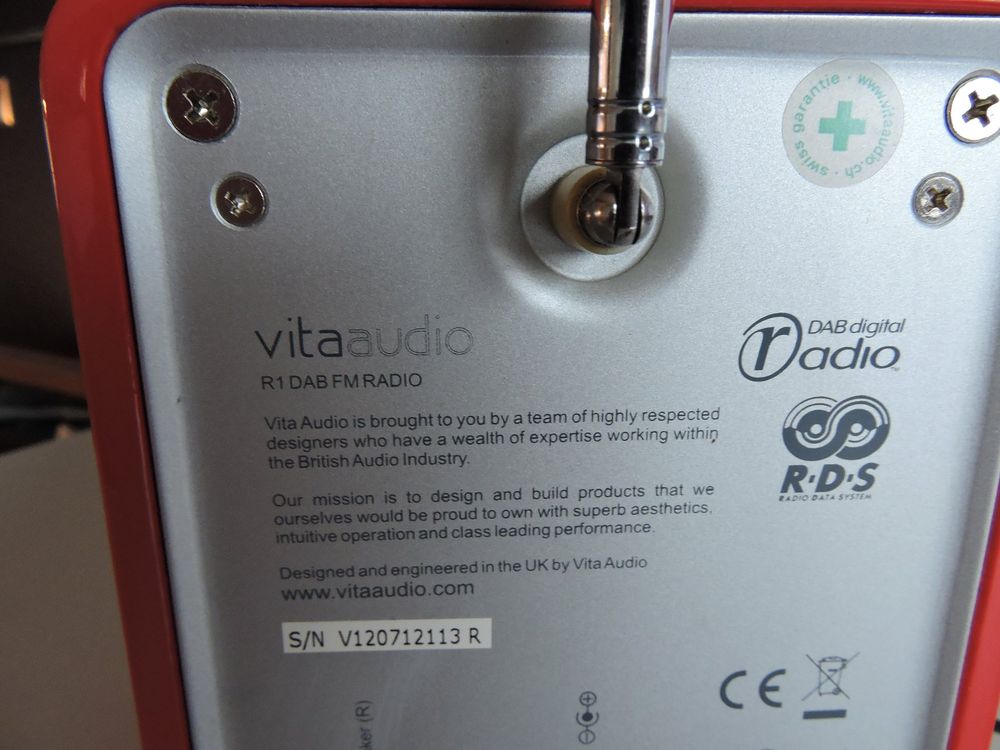 swiss garantie · www.vitaaudio.ch ·
vitaaudio
R1 DAB FM RADIO
DAB digital
radio
TM
Vita Audio is brought to you by a team of highly respected
designers who have a wealth of expertise working within
the British Audio Industry.
R·D·S
RADIO DATA SYSTEM
Our mission is to design and build products that we
ourselves would be proud to own with superb aesthetics,
intuitive operation and class leading performance.
Designed and engineered in the UK by Vita Audio
www.vitaaudio.com
S/N V120712113 R
CE
(R)